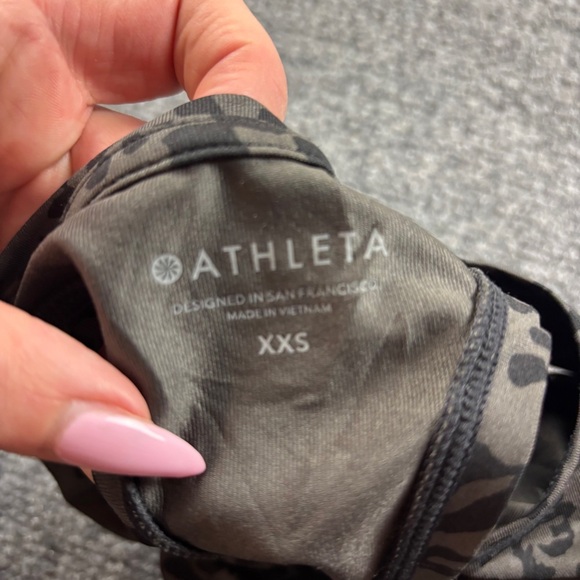 ATHLETA
DESIGNED IN SAN FRANCISCO
MADE IN VIETNAM
XXS